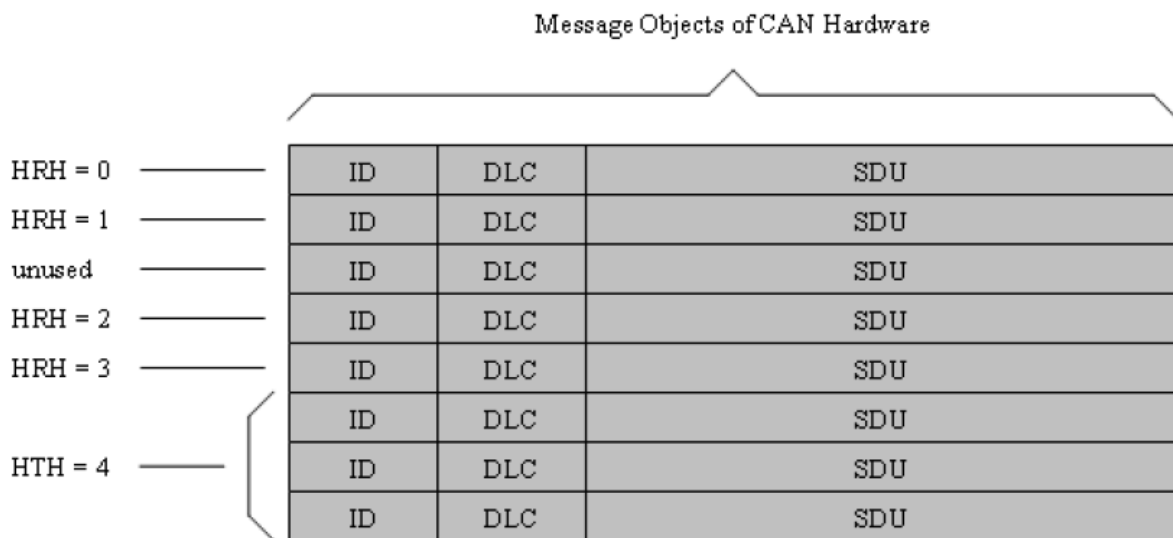 Message Objects of CAN Hardware
HRH = 0 ID DLC SDU
HRH = 1 ID DLC SDU
unused ID DLC SDU
HRH = 2 ID DLC SDU
HRH = 3 ID DLC SDU
ID DLC SDU
HTH = 4 ID DLC SDU
ID DLC SDU